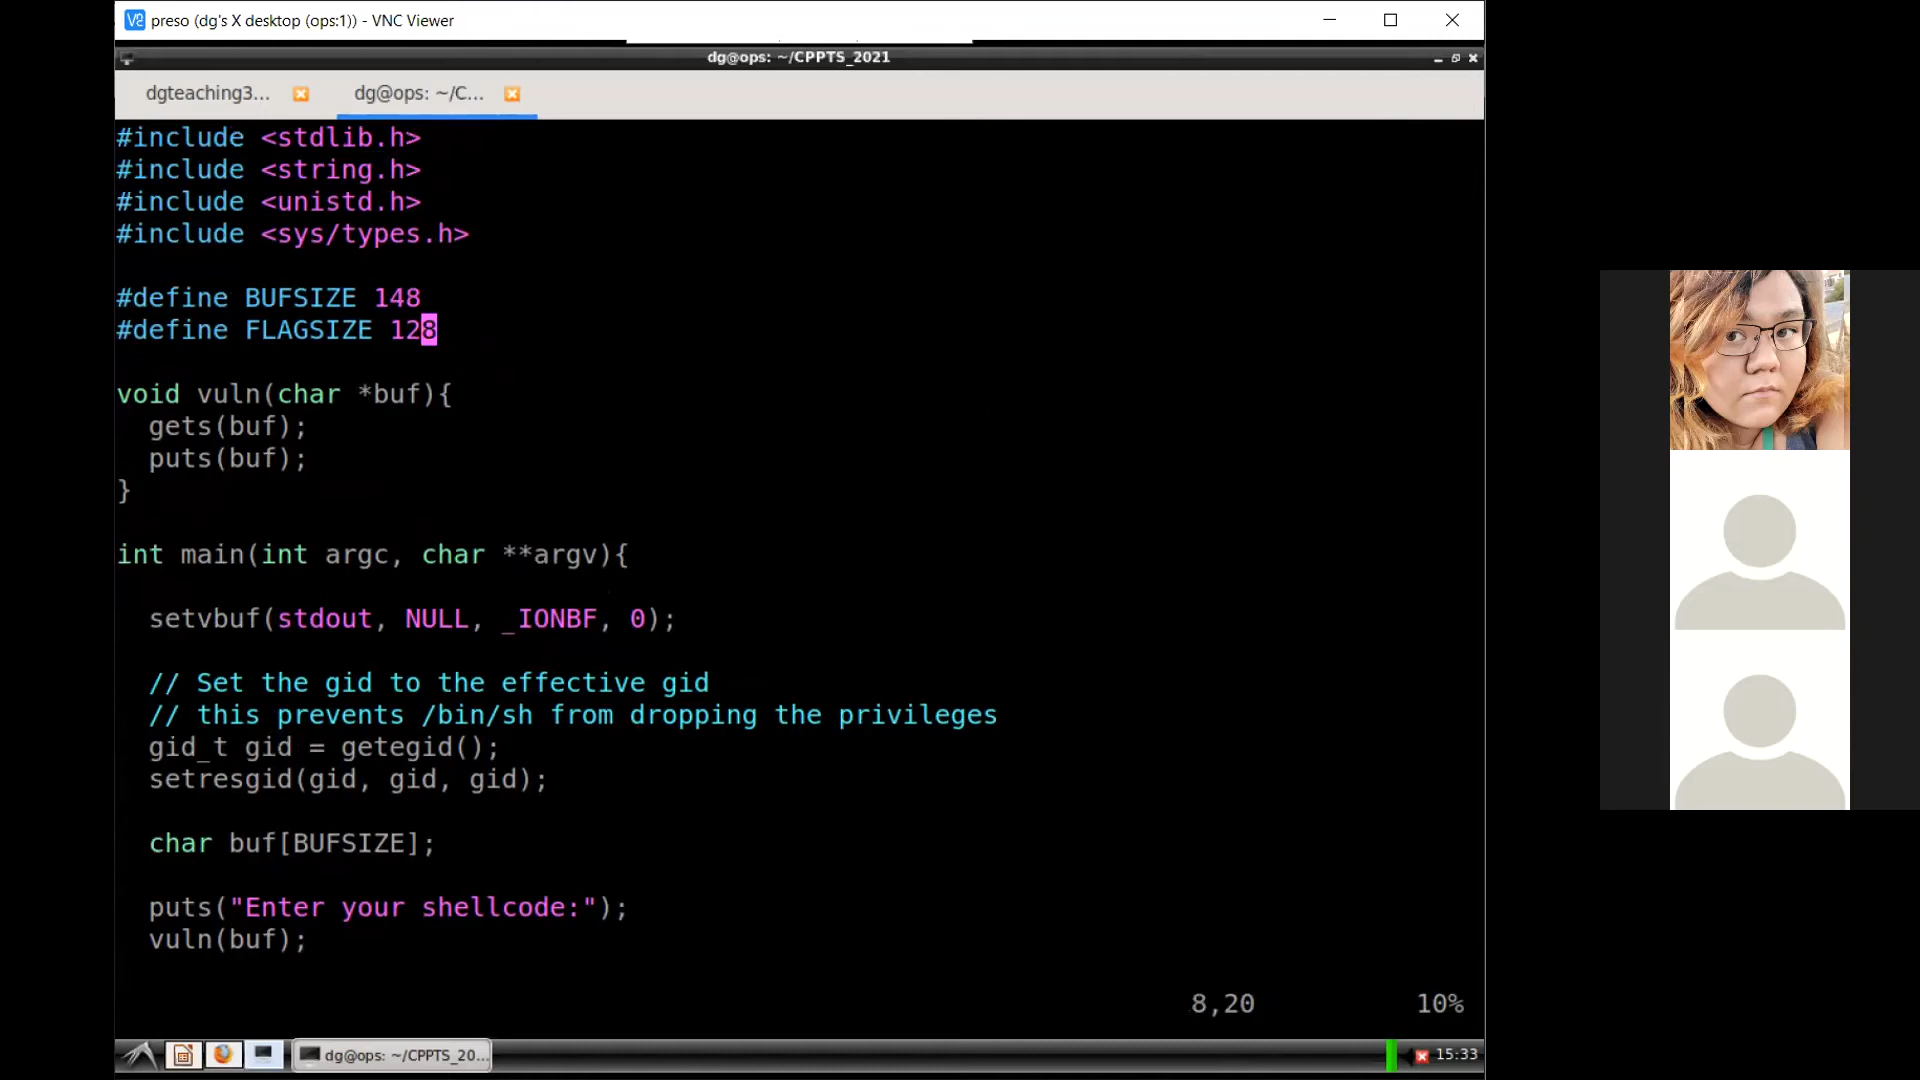 preso (dg's X desktop (ops:1)) - VNC Viewer
dg@ops: ~/CPPTS_2021
dgteaching3...
dg@ops: ~/C...
#include <stdlib.h>
#include <string.h>
#include <unistd.h>
#include <sys/types.h>
#define BUFSIZE 148
#define FLAGSIZE 128
void vuln(char *buf){
gets(buf);
puts(buf);
}
int main(int argc, char **argv){
setvbuf(stdout, NULL, _IONBF, 0);
// Set the gid to the effective gid
// this prevents /bin/sh from dropping the privileges
gid_t gid = getegid();
setresgid(gid, gid, gid);
char buf[BUFSIZE];
puts("Enter your shellcode:");
vuln(buf);
8,20 10%
dg@ops: ~/CPPTS_20...
15:33